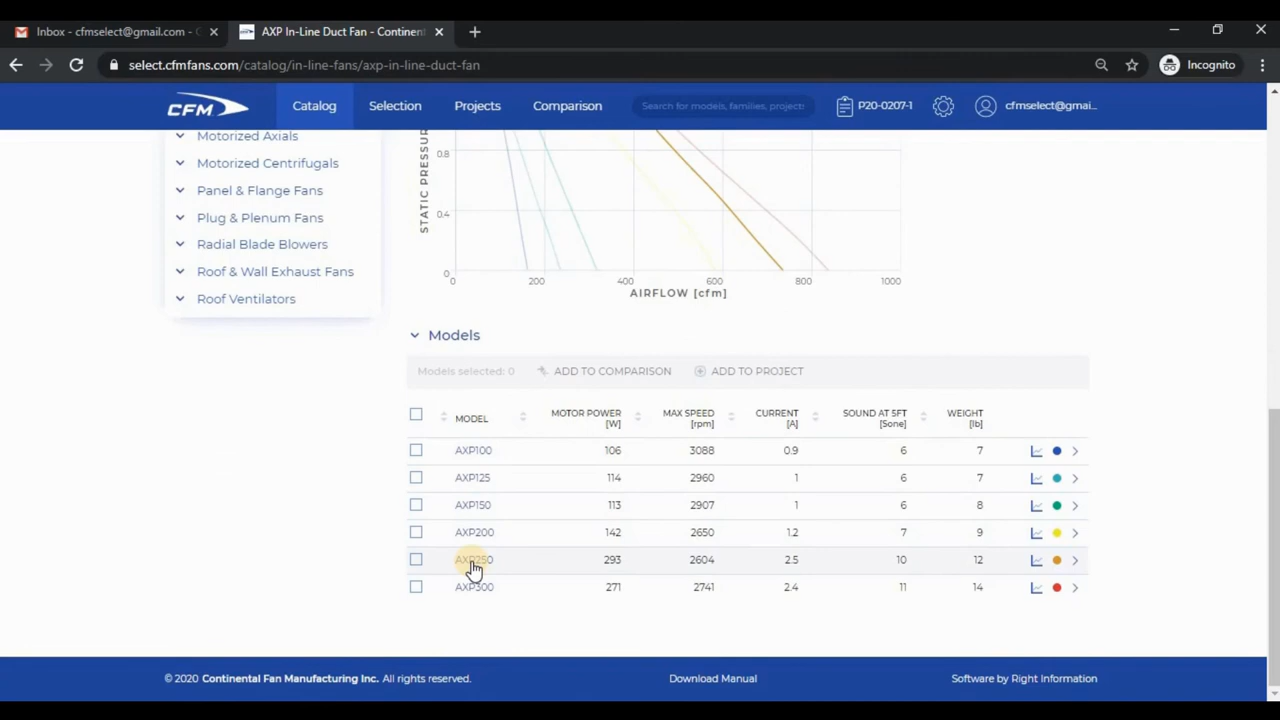 Inbox - cfmselect@gmail.com -
AXP In-Line Duct Fan - Continent
select.cfmfans.com/catalog/in-line-fans/axp-in-line-duct-fan
Incognito
CFM
Catalog
Selection
Projects
Comparison
Search for models, families, projects
P20-0207-1
cfmselect@gmai...
Motorized Axials
Motorized Centrifugals
Panel & Flange Fans
Plug & Plenum Fans
Radial Blade Blowers
Roof & Wall Exhaust Fans
Roof Ventilators
STATIC PRESSUR
0.8
0.4
0
0 200 400 600 800 1000
AIRFLOW [cfm]
Models
Models selected: 0 ADD TO COMPARISON ADD TO PROJECT
MODEL MOTOR POWER [W] MAX SPEED [rpm] CURRENT [A] SOUND AT 5FT [Sone] WEIGHT [lb]
AXP100 106 3088 0.9 6 7
AXP125 114 2960 1 6 7
AXP150 113 2907 1 6 8
AXP200 142 2650 1.2 7 9
AXP250 293 2604 2.5 10 12
AXP300 271 2741 2.4 11 14
© 2020 Continental Fan Manufacturing Inc. All rights reserved.
Download Manual
Software by Right Information